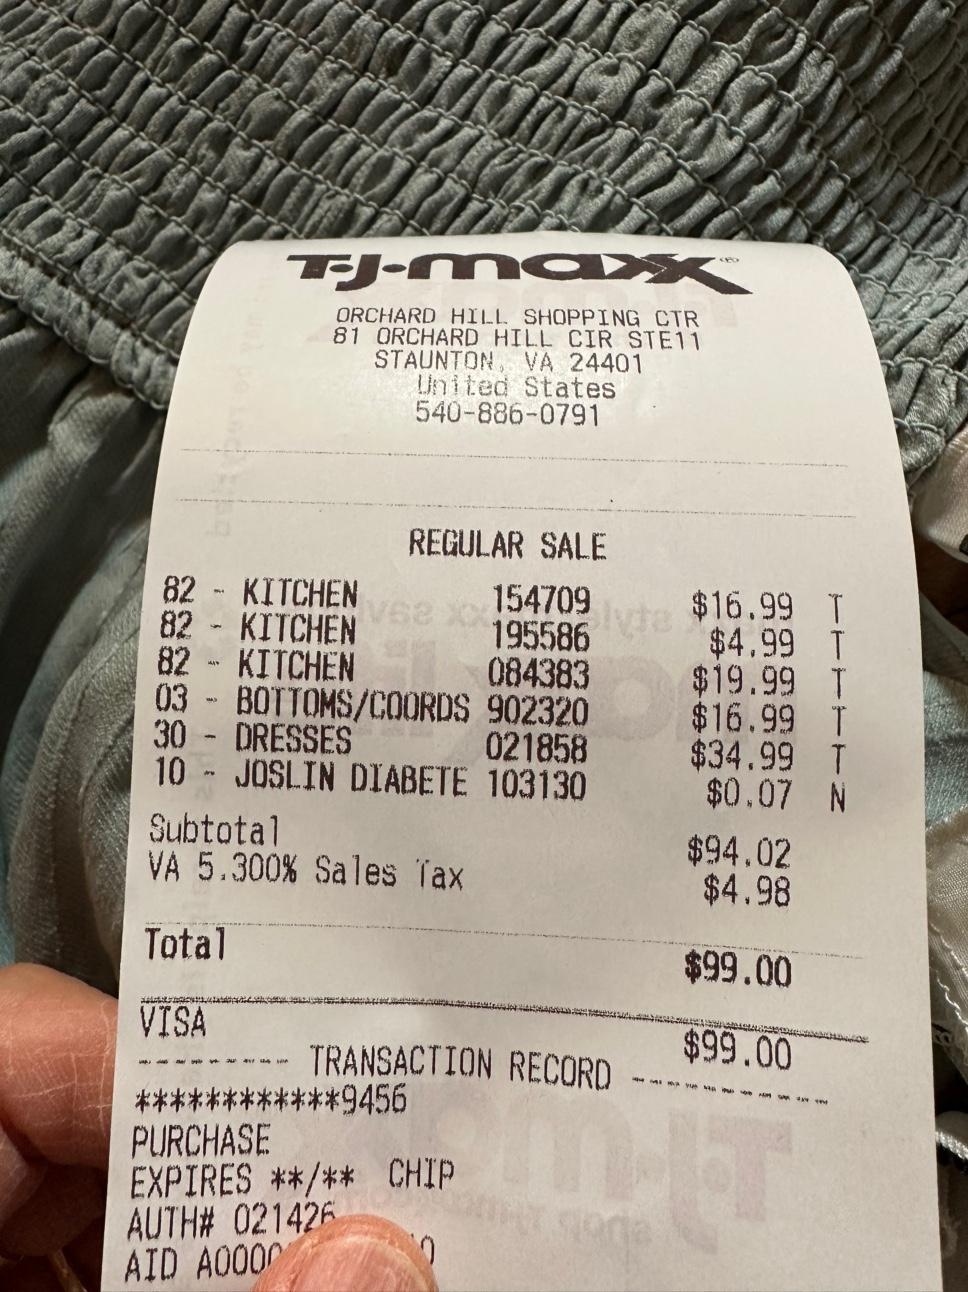 T·J·maxx®
ORCHARD HILL SHOPPING CTR
81 ORCHARD HILL CIR STE11
STAUNTON, VA 24401
United States
540-886-0791
REGULAR SALE
82 - KITCHEN 154709 $16.99 T
82 - KITCHEN 195586 $4.99 T
82 - KITCHEN 084383 $19.99 T
03 - BOTTOMS/COORDS 902320 $16.99 T
30 - DRESSES 021858 $34.99 T
10 - JOSLIN DIABETE 103130 $0.07 N
Subtotal $94.02
VA 5.300% Sales Tax $4.98
Total $99.00
VISA $99.00
-------- TRANSACTION RECORD -----------
************9456
PURCHASE
EXPIRES **/** CHIP
AUTH# 021426
AID